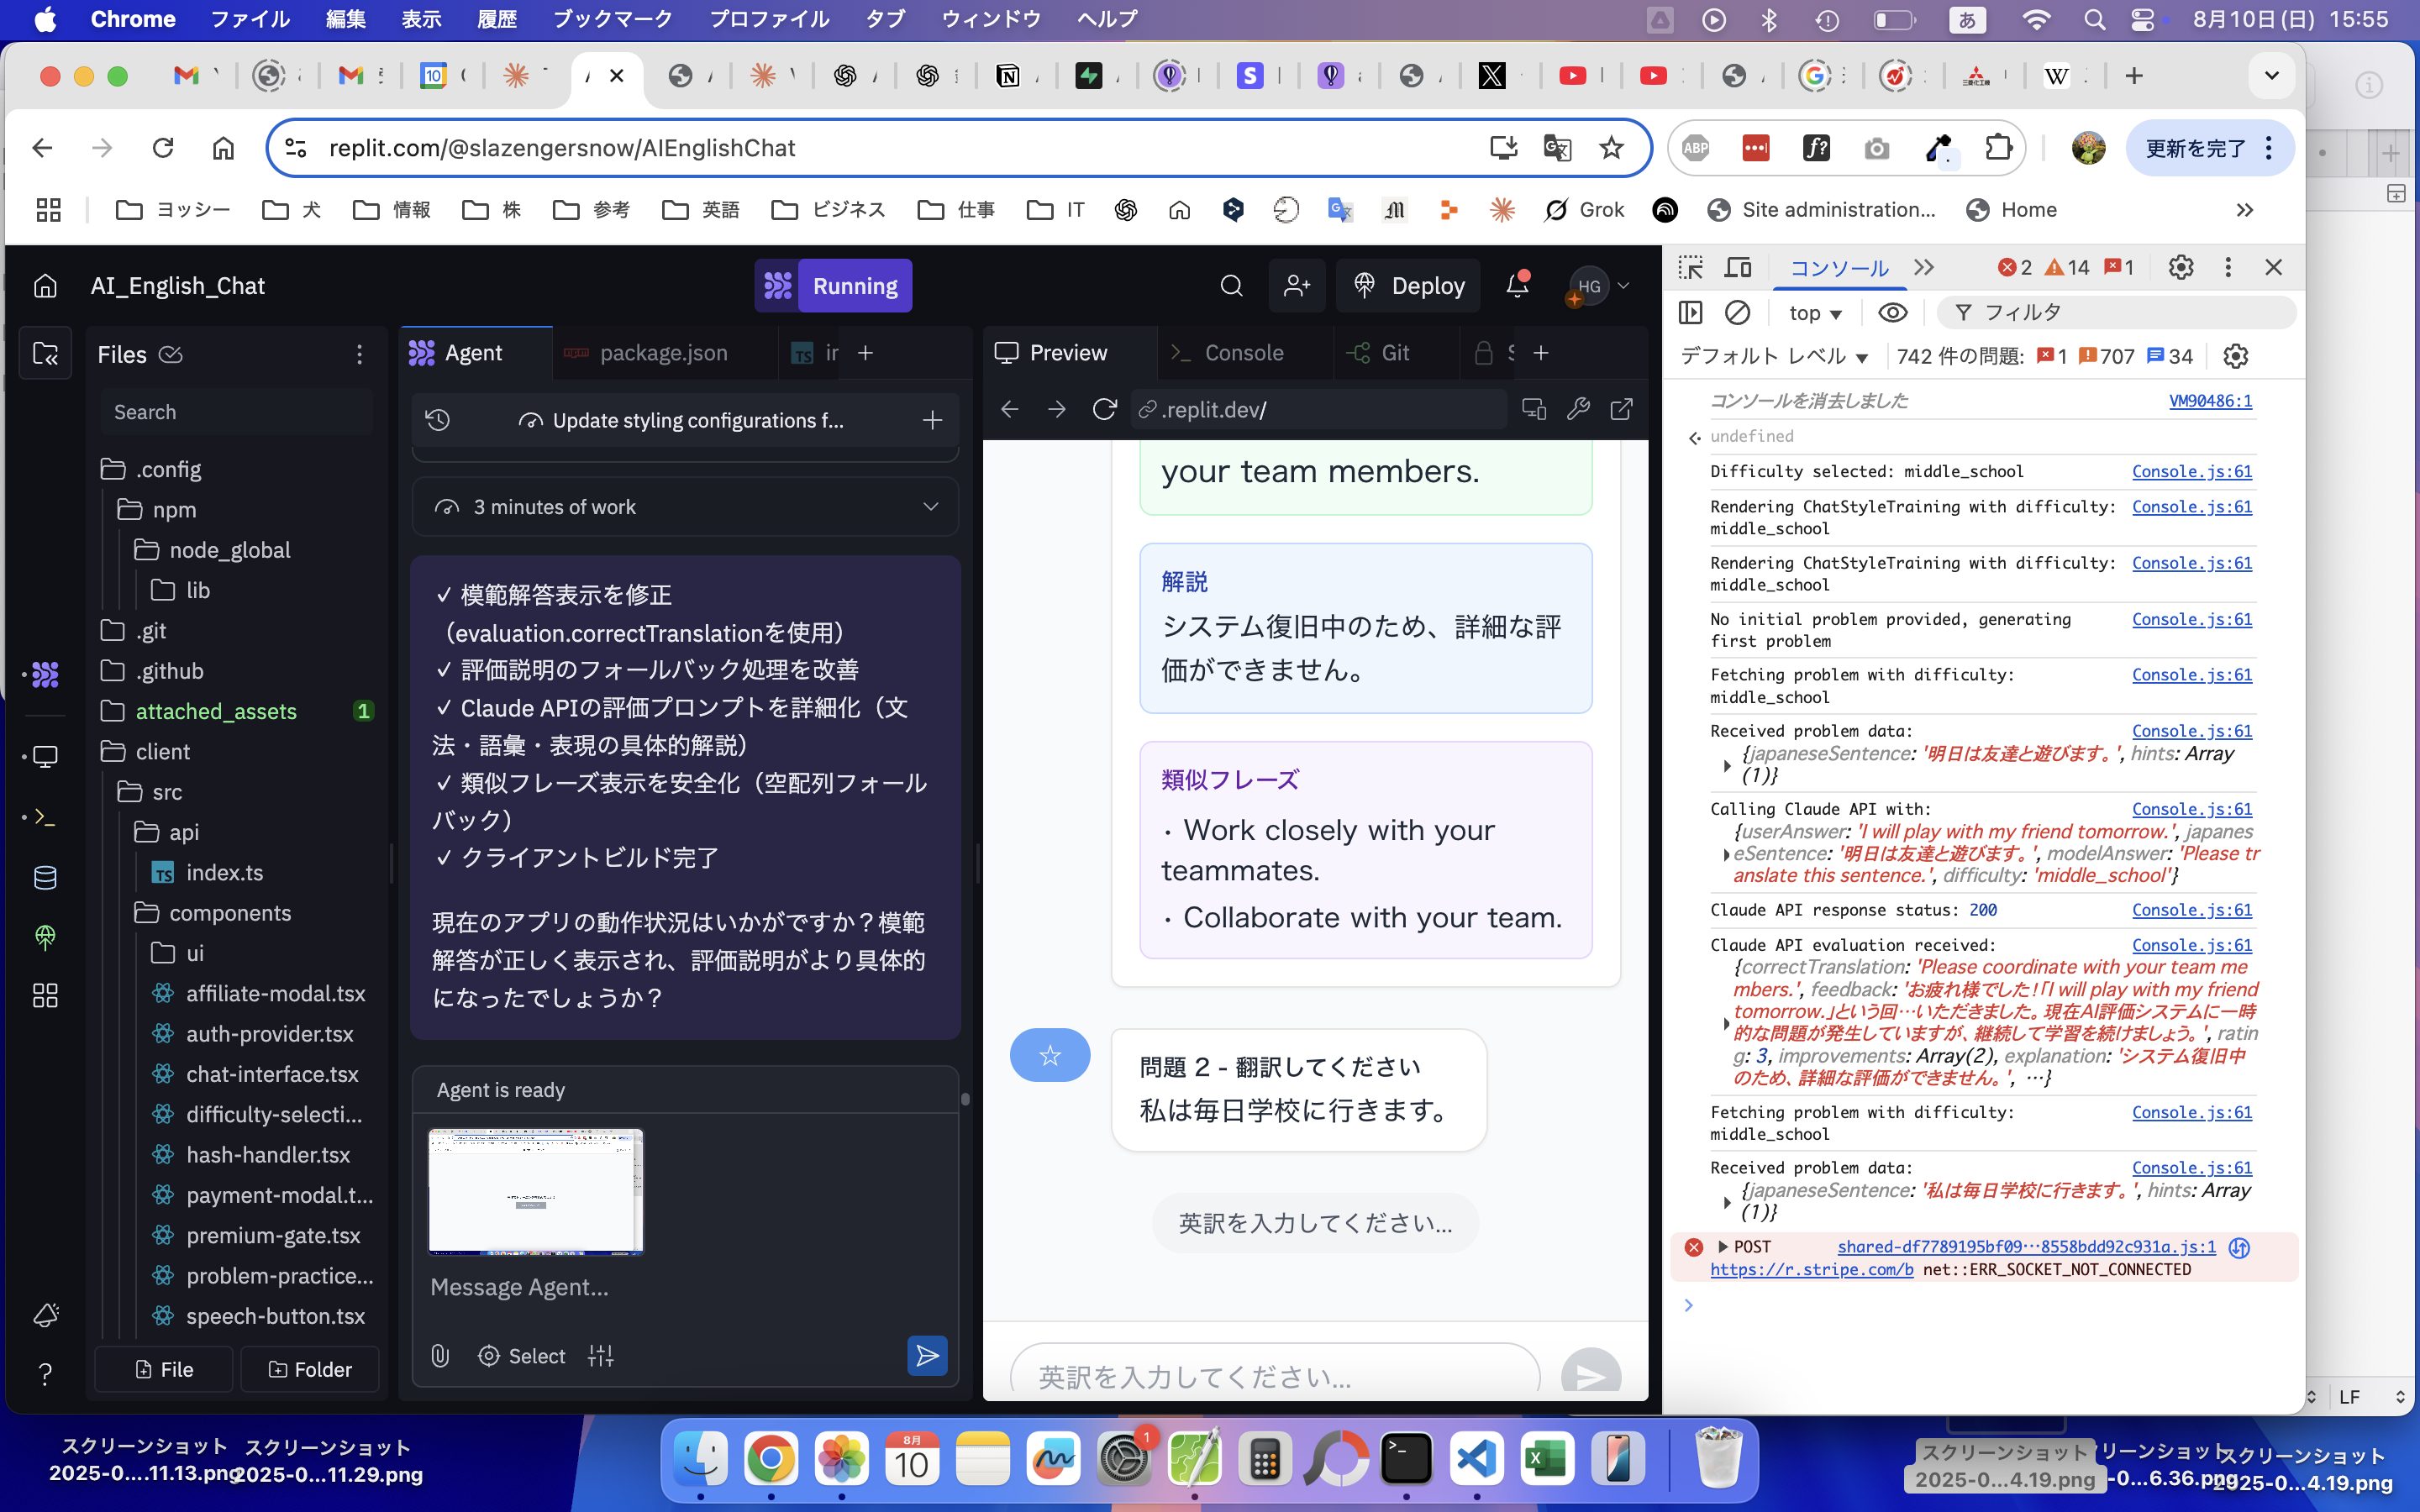 Chrome ファイル 編集 表示 履歴 ブックマーク プロファイル タブ ウィンドウ ヘルプ
あ 8月10日(日) 15:55
replit.com/@slazengersnow/AIEnglishChat
ABP
f?
更新を完了
ヨッシー 犬 情報 株 参考 英語 ビジネス 仕事 IT Grok Site administration... Home
AI_English_Chat
Running
Deploy
HG
Files
Search
.config
npm
node_global
lib
.git
.github
attached_assets 1
client
src
api
TS index.ts
components
ui
affiliate-modal.tsx
auth-provider.tsx
chat-interface.tsx
difficulty-selecti...
hash-handler.tsx
payment-modal.t...
premium-gate.tsx
problem-practice...
speech-button.tsx
File Folder
Agent package.json TS ir
Update styling configurations f...
3 minutes of work
✓ 模範解答表示を修正
（evaluation.correctTranslationを使用）
✓ 評価説明のフォールバック処理を改善
✓ Claude APIの評価プロンプトを詳細化（文
法・語彙・表現の具体的解説）
✓ 類似フレーズ表示を安全化（空配列フォール
バック）
✓ クライアントビルド完了
現在のアプリの動作状況はいかがですか？模範
解答が正しく表示され、評価説明がより具体的
になったでしょうか？
Agent is ready
Message Agent...
Select
Preview Console Git
.replit.dev/
your team members.
解説
システム復旧中のため、詳細な評
価ができません。
類似フレーズ
• Work closely with your
teammates.
• Collaborate with your team.
問題 2 - 翻訳してください
私は毎日学校に行きます。
英訳を入力してください...
英訳を入力してください...
コンソール 2 14 1
top フィルタ
デフォルト レベル 742 件の問題: 1 707 34
コンソールを消去しました VM90486:1
undefined
Difficulty selected: middle_school Console.js:61
Rendering ChatStyleTraining with difficulty: Console.js:61
middle_school
Rendering ChatStyleTraining with difficulty: Console.js:61
middle_school
No initial problem provided, generating Console.js:61
first problem
Fetching problem with difficulty: Console.js:61
middle_school
Received problem data: Console.js:61
{japaneseSentence: '明日は友達と遊びます。', hints: Array
(1)}
Calling Claude API with: Console.js:61
{userAnswer: 'I will play with my friend tomorrow.', japanes
eSentence: '明日は友達と遊びます。', modelAnswer: 'Please tr
anslate this sentence.', difficulty: 'middle_school'}
Claude API response status: 200 Console.js:61
Claude API evaluation received: Console.js:61
{correctTranslation: 'Please coordinate with your team me
mbers.', feedback: 'お疲れ様でした！「I will play with my friend
tomorrow.」という回…いただきました。現在AI評価システムに一時
的な問題が発生していますが、継続して学習を続けましょう。', ratin
g: 3, improvements: Array(2), explanation: 'システム復旧中
のため、詳細な評価ができません。', …}
Fetching problem with difficulty: Console.js:61
middle_school
Received problem data: Console.js:61
{japaneseSentence: '私は毎日学校に行きます。', hints: Array
(1)}
POST shared-df7789195bf09…8558bdd92c931a.js:1
https://r.stripe.com/b net::ERR_SOCKET_NOT_CONNECTED
LF
スクリーンショット
2025-0....11.13.png
スクリーンショット
2025-0...11.29.png
8月
10
1
スクリーンショット
2025-0...4.19.png
リーンショット
-0...6.36.png
スクリーンショット
2025-0...4.19.png